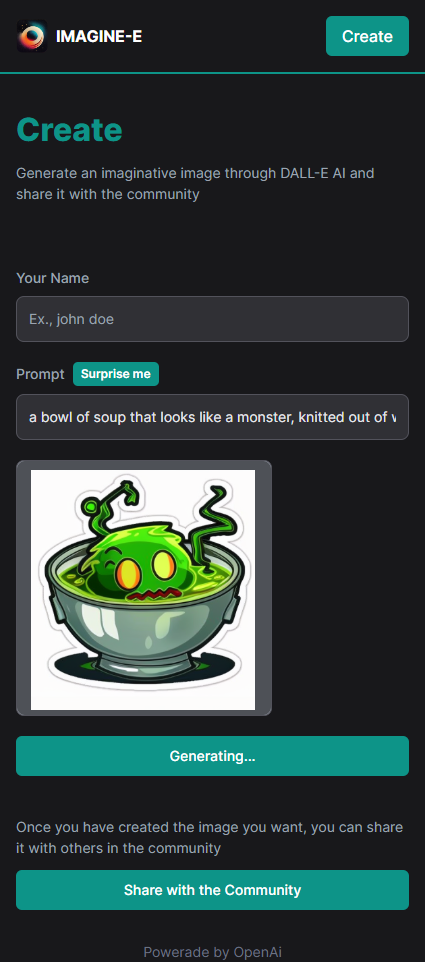 IMAGINE-E
Create
Create
Generate an imaginative image through DALL-E AI and
share it with the community
Your Name
Ex., john doe
Prompt
Surprise me
a bowl of soup that looks like a monster, knitted out of
Generating...
Once you have created the image you want, you can share
it with others in the community
Share with the Community
Powerade by OpenAi